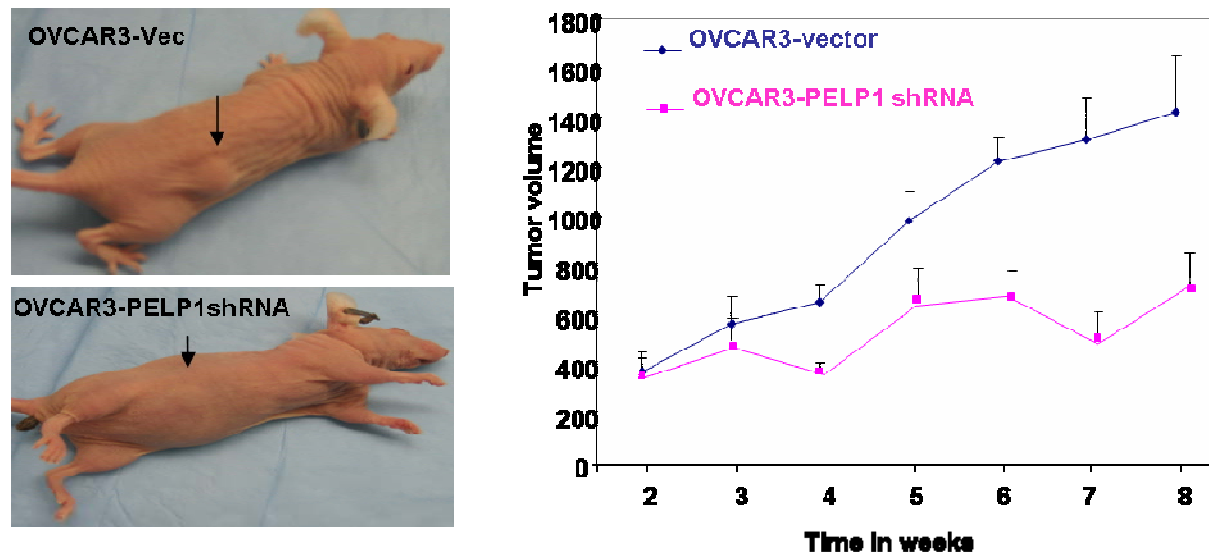 OVCAR3-Vec
OVCAR3-PELP1shRNA
OVCAR3-vector
OVCAR3-PELP1 shRNA
Tumor volume
1800
1600
1400
1200
1000
800
600
400
200
0
2 3 4 5 6 7 8
Time in weeks